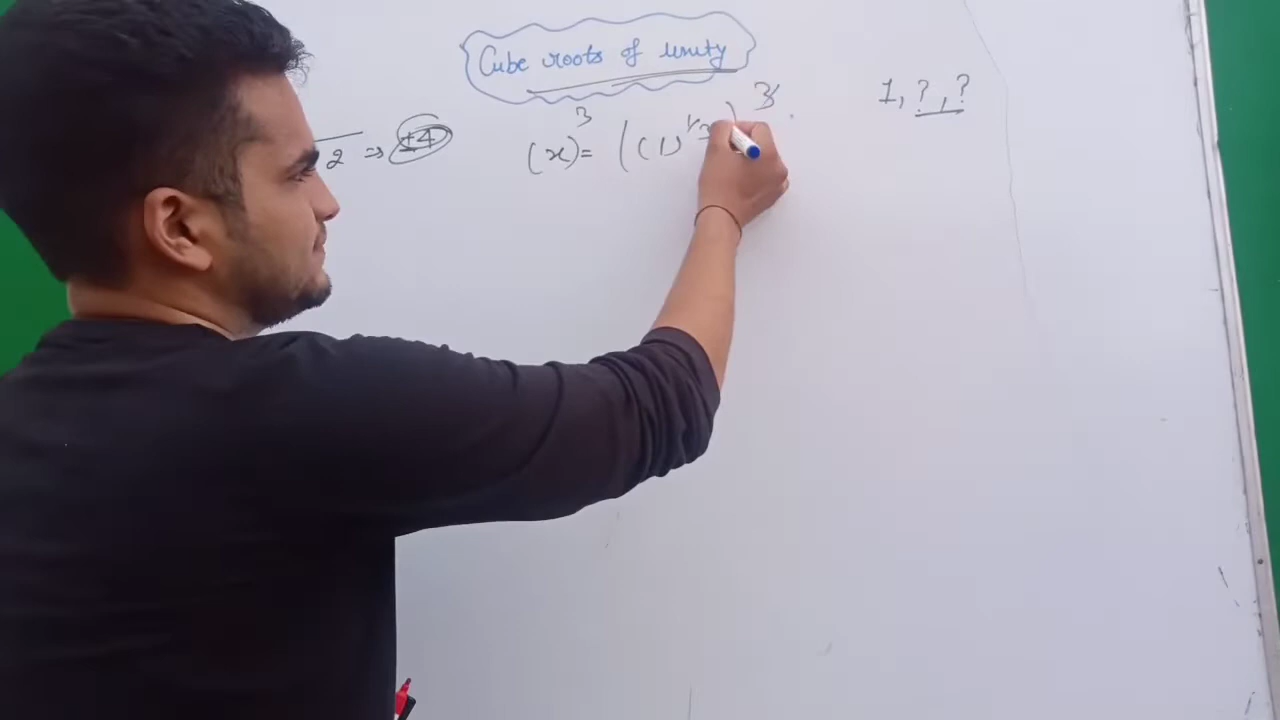 Cube roots of unity
1, ?, ?
2 ⇒ ±4
(x)³ = ((1)^1/3)³